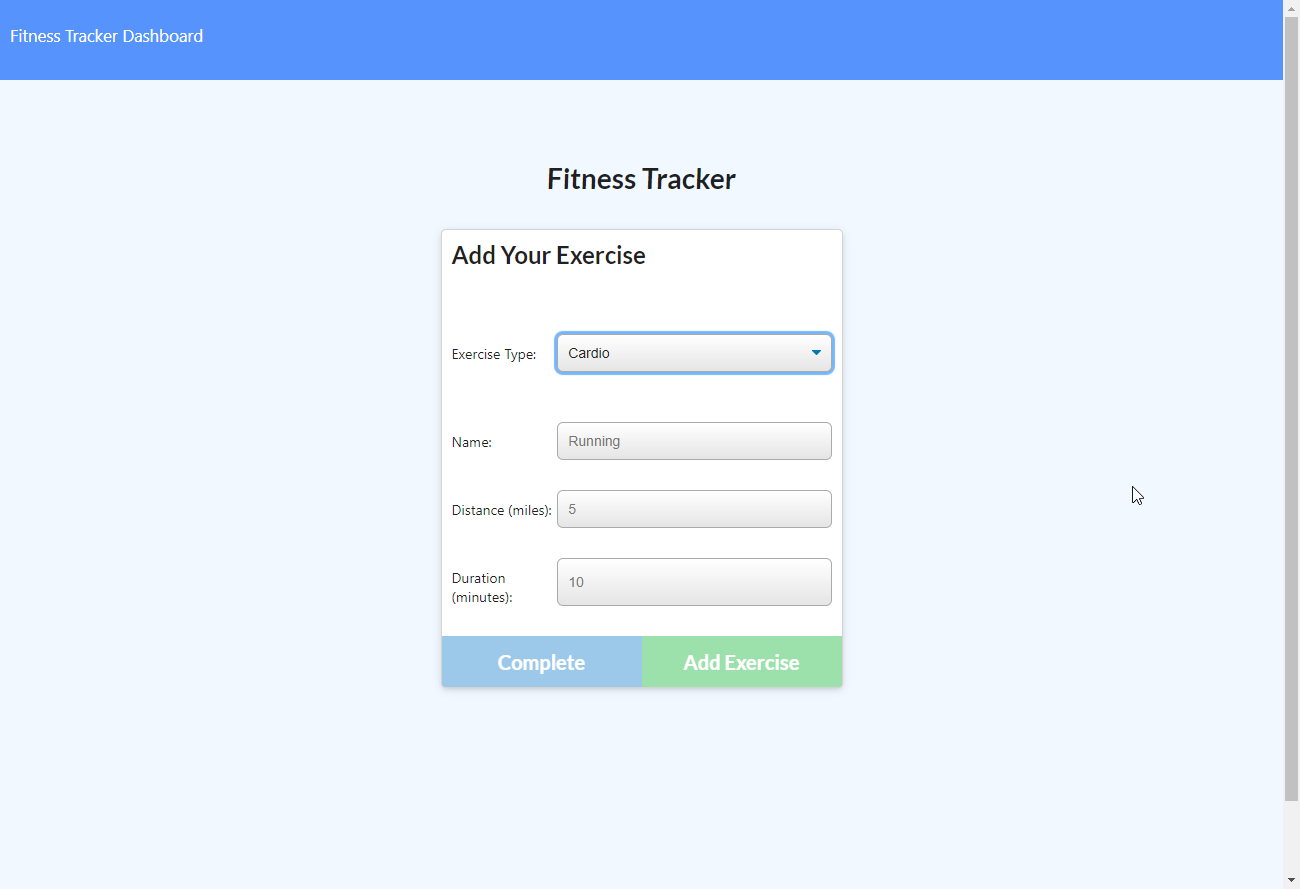 Fitness Tracker Dashboard
Fitness Tracker
Add Your Exercise
Exercise Type: Cardio
Name: Running
Distance (miles): 5
Duration
(minutes): 10
Complete Add Exercise